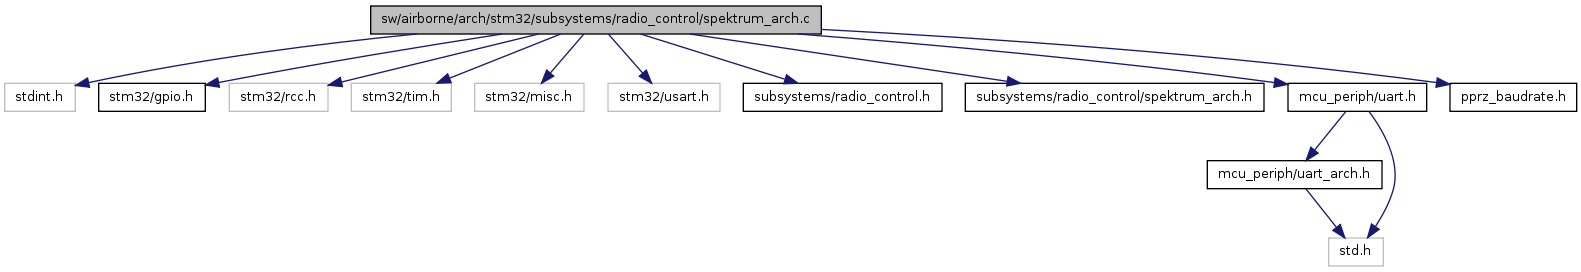 sw/airborne/arch/stm32/subsystems/radio_control/spektrum_arch.c
stdint.h
stm32/gpio.h
stm32/rcc.h
stm32/tim.h
stm32/misc.h
stm32/usart.h
subsystems/radio_control.h
subsystems/radio_control/spektrum_arch.h
mcu_periph/uart.h
pprz_baudrate.h
mcu_periph/uart_arch.h
std.h